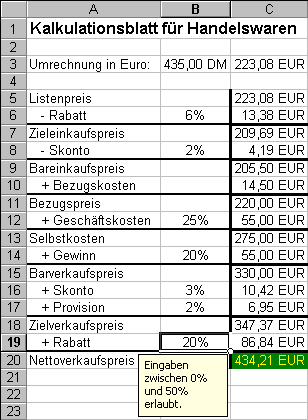 A B C
1 Kalkulationsblatt für Handelswaren
2
3 Umrechnung in Euro: 435,00 DM 223,08 EUR
4
5 Listenpreis 223,08 EUR
6 - Rabatt 6% 13,38 EUR
7 Zieleinkaufspreis 209,69 EUR
8 - Skonto 2% 4,19 EUR
9 Bareinkaufspreis 205,50 EUR
10 + Bezugskosten 14,50 EUR
11 Bezugspreis 220,00 EUR
12 + Geschäftskosten 25% 55,00 EUR
13 Selbstkosten 275,00 EUR
14 + Gewinn 20% 55,00 EUR
15 Barverkaufspreis 330,00 EUR
16 + Skonto 3% 10,42 EUR
17 + Provision 2% 6,95 EUR
18 Zielverkaufspreis 347,37 EUR
19 + Rabatt 20% 86,84 EUR
20 Nettoverkaufspreis 434,21 EUR
21
22
23
Eingaben
zwischen 0%
und 50%
erlaubt.